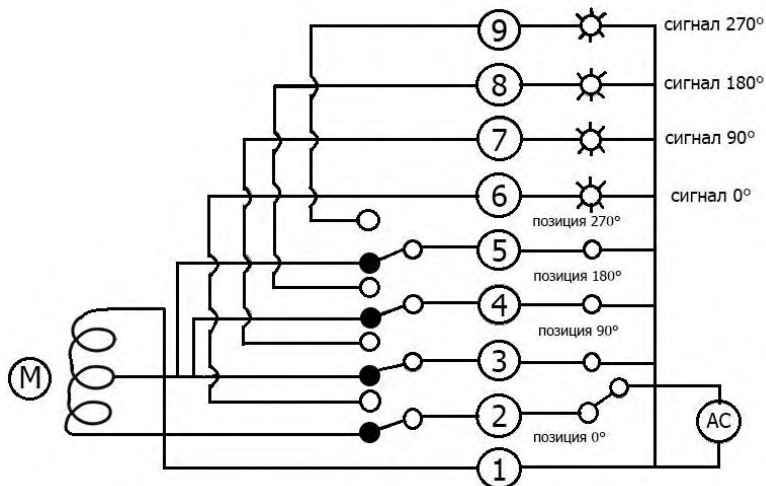 9 сигнал 270°
8 сигнал 180°
7 сигнал 90°
6 сигнал 0°
позиция 270°
5
позиция 180°
4
позиция 90°
3
M
2 AC
позиция 0°
1